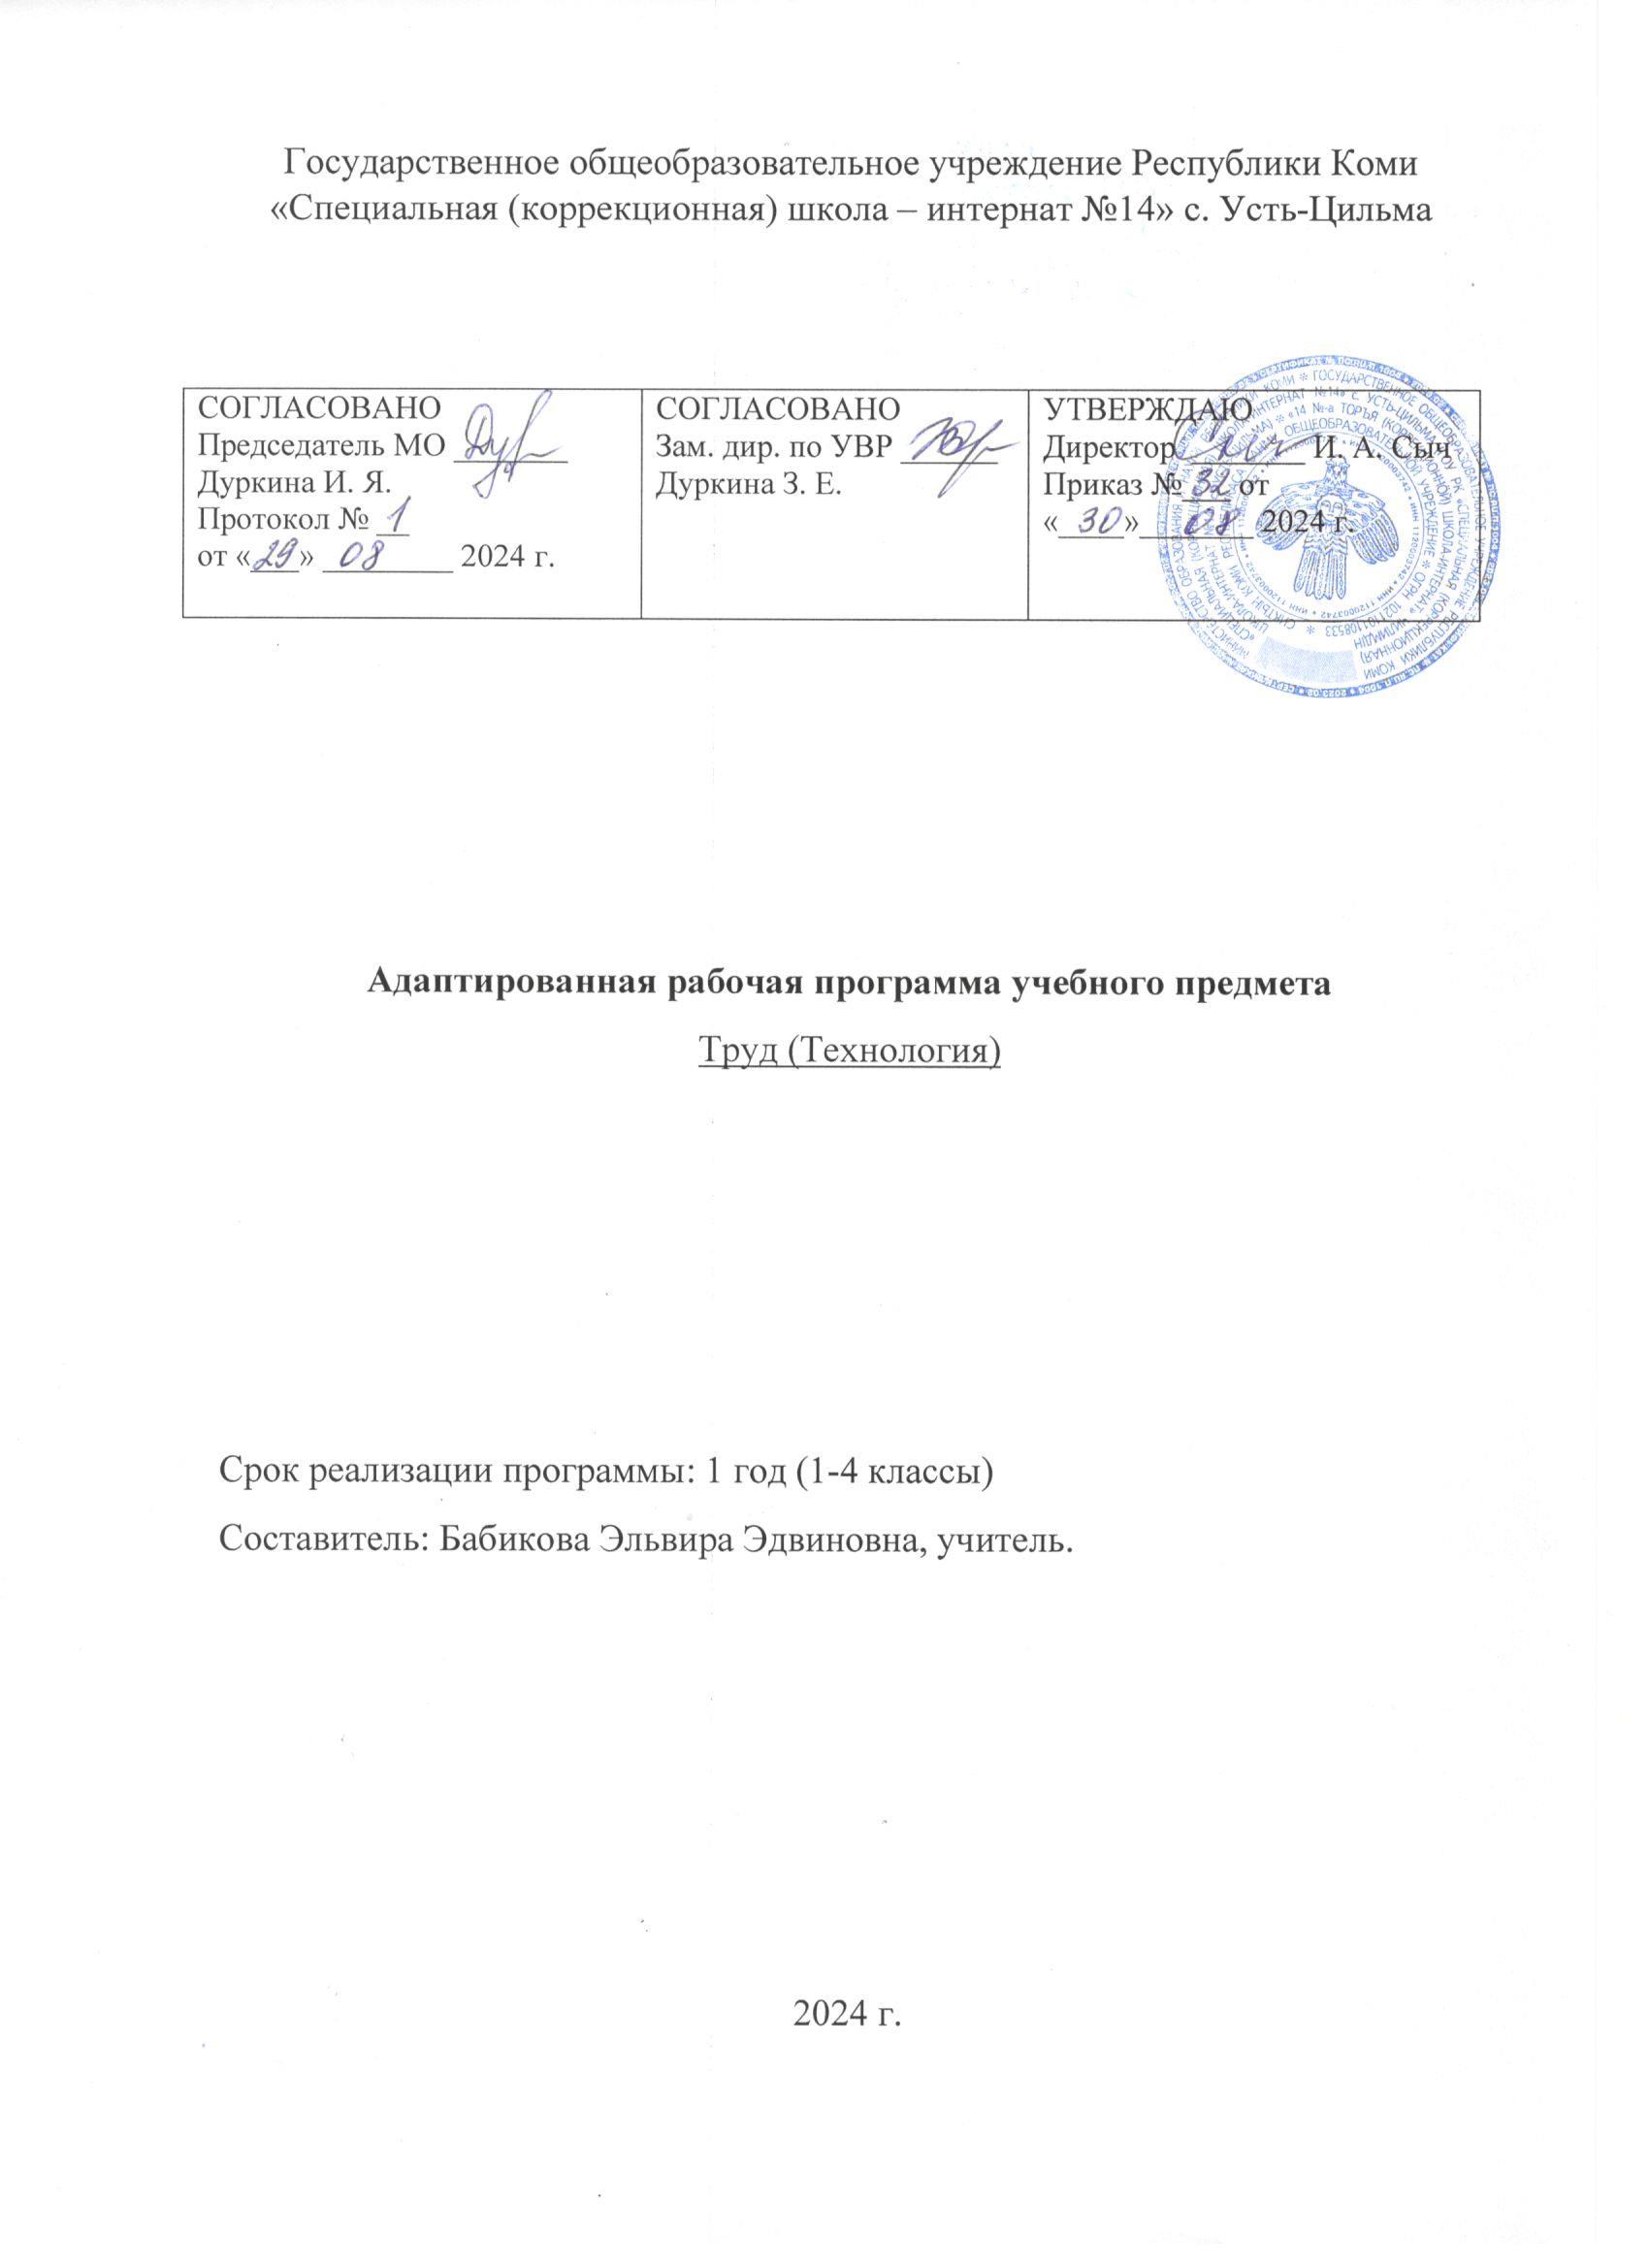 Государственное общеобразовательное учреждение Республики Коми
«Специальная (коррекционная) школа – интернат №14» с. Усть-Цильма
СОГЛАСОВАНО
Председатель МО ______
Дуркина И. Я.
Протокол № 1
от «29» 08 2024 г.
СОГЛАСОВАНО
Зам. дир. по УВР ______
Дуркина З. Е.
УТВЕРЖДАЮ
Директор ______ И. А. Сыч
Приказ № 32 от
«30» 08 2024 г.
Адаптированная рабочая программа учебного предмета
Труд (Технология)
Срок реализации программы: 1 год (1-4 классы)
Составитель: Бабикова Эльвира Эдвиновна, учитель.
2024 г.